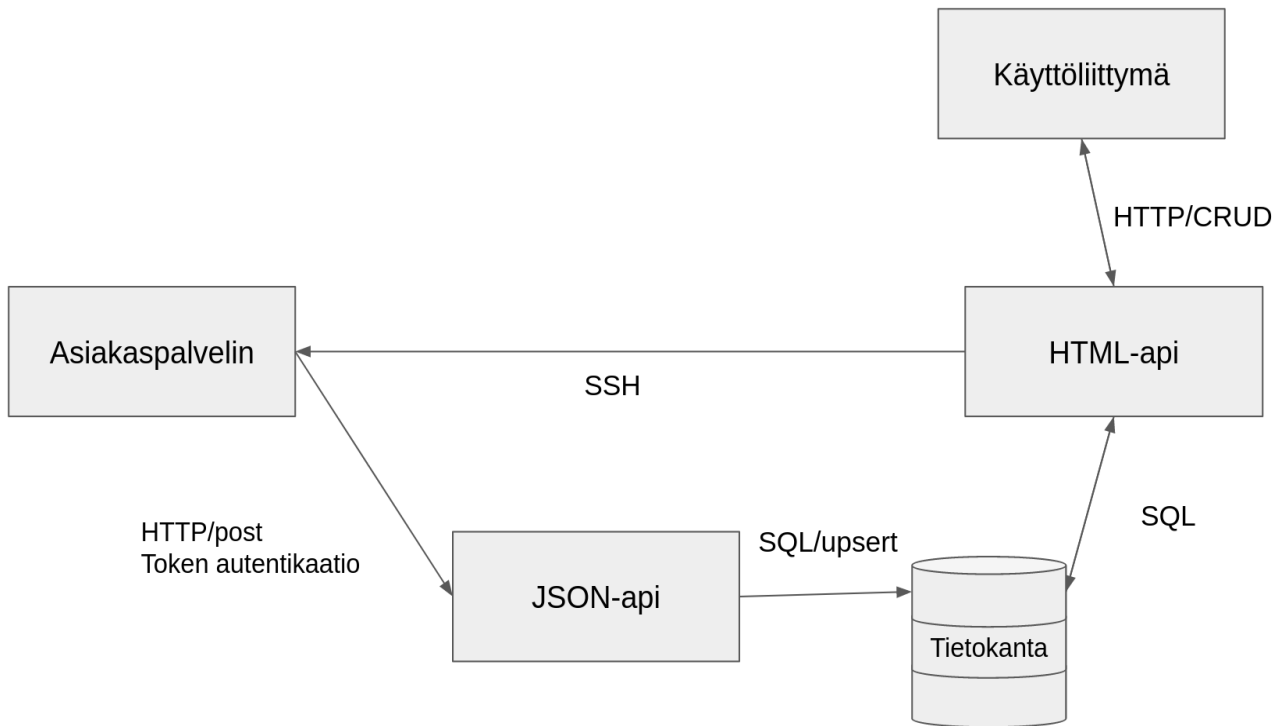 Käyttöliittymä
HTTP/CRUD
Asiakaspalvelin
HTML-api
SSH
HTTP/post
Token autentikaatio
JSON-api
SQL/upsert
SQL
Tietokanta